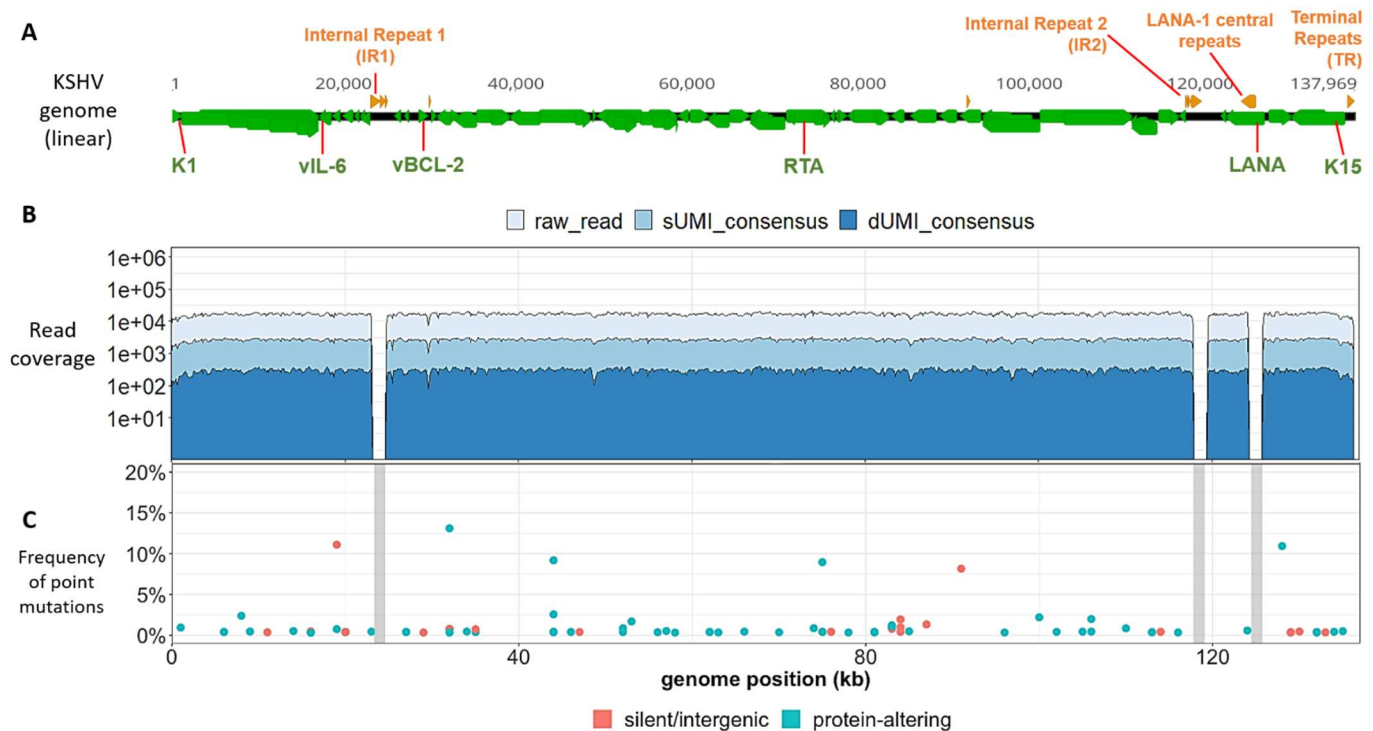 A
KSHV
genome
(linear)
Internal Repeat 1
(IR1)
Internal Repeat 2
(IR2)
LANA-1 central
repeats
Terminal
Repeats
(TR)
1 20,000 40,000 60,000 80,000 100,000 120,000 137,969
K1 vIL-6 vBCL-2 RTA LANA K15
B
raw_read sUMI_consensus dUMI_consensus
Read
coverage
1e+06
1e+05
1e+04
1e+03
1e+02
1e+01
C
Frequency
of point
mutations
20%
15%
10%
5%
0%
0 40 80 120
genome position (kb)
silent/intergenic protein-altering